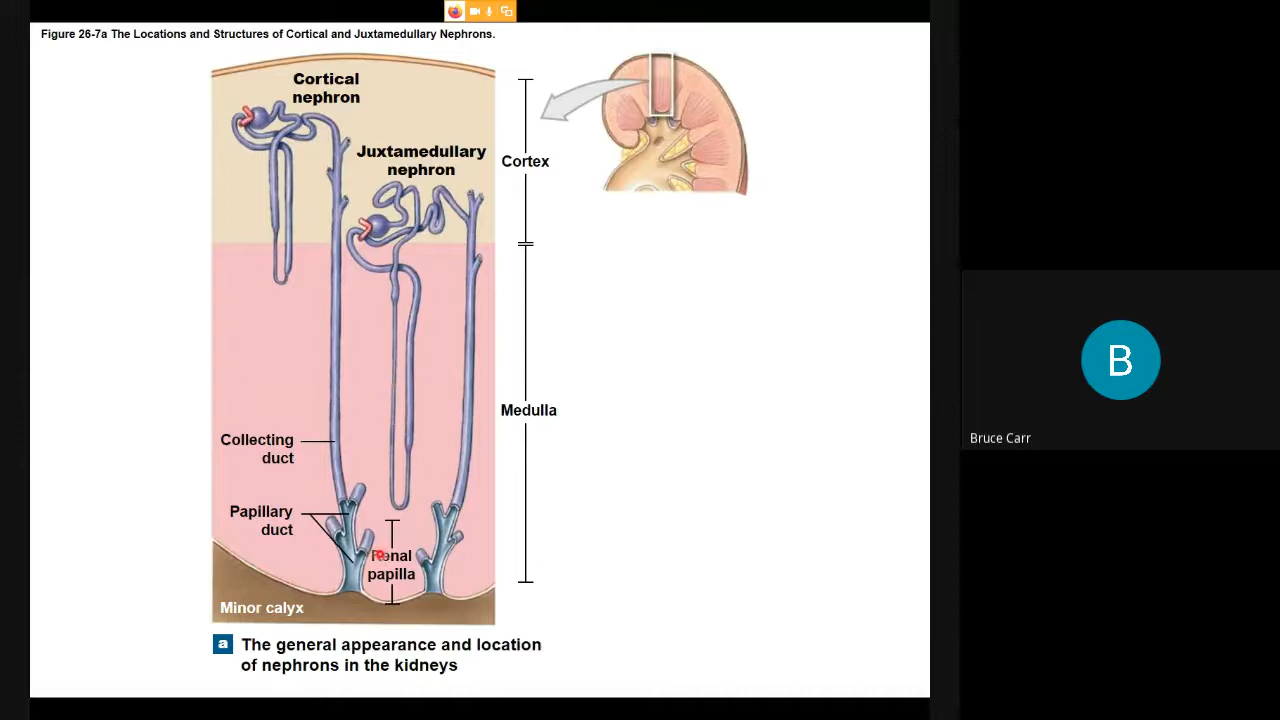 Figure 26-7a The Locations and Structures of Cortical and Juxtamedullary Nephrons.
Cortical
nephron
Juxtamedullary
nephron
Cortex
Medulla
Collecting
duct
Papillary
duct
Renal
papilla
Minor calyx
a The general appearance and location
of nephrons in the kidneys
B
Bruce Carr